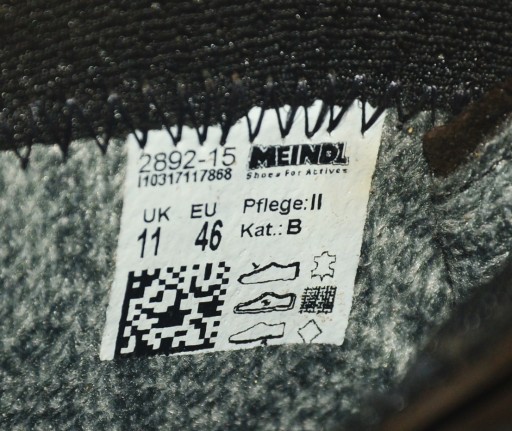 2892-15 MEINDL
I10317117868 Shoes For Actives
UK EU Pflege: II
11 46 Kat.: B